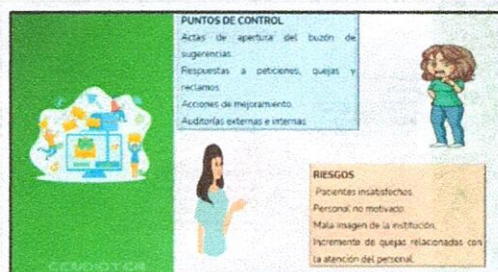 PUNTOS DE CONTROL
Actas de apertura del buzón de
sugerencias.
Respuestas a peticiones, quejas y
reclamos.
Acciones de mejoramiento.
Auditorías externas e internas.
RIESGOS
Pacientes insatisfechos.
Personal no motivado.
Mala imagen de la institución.
Incremento de quejas relacionadas con
la atención del personal.